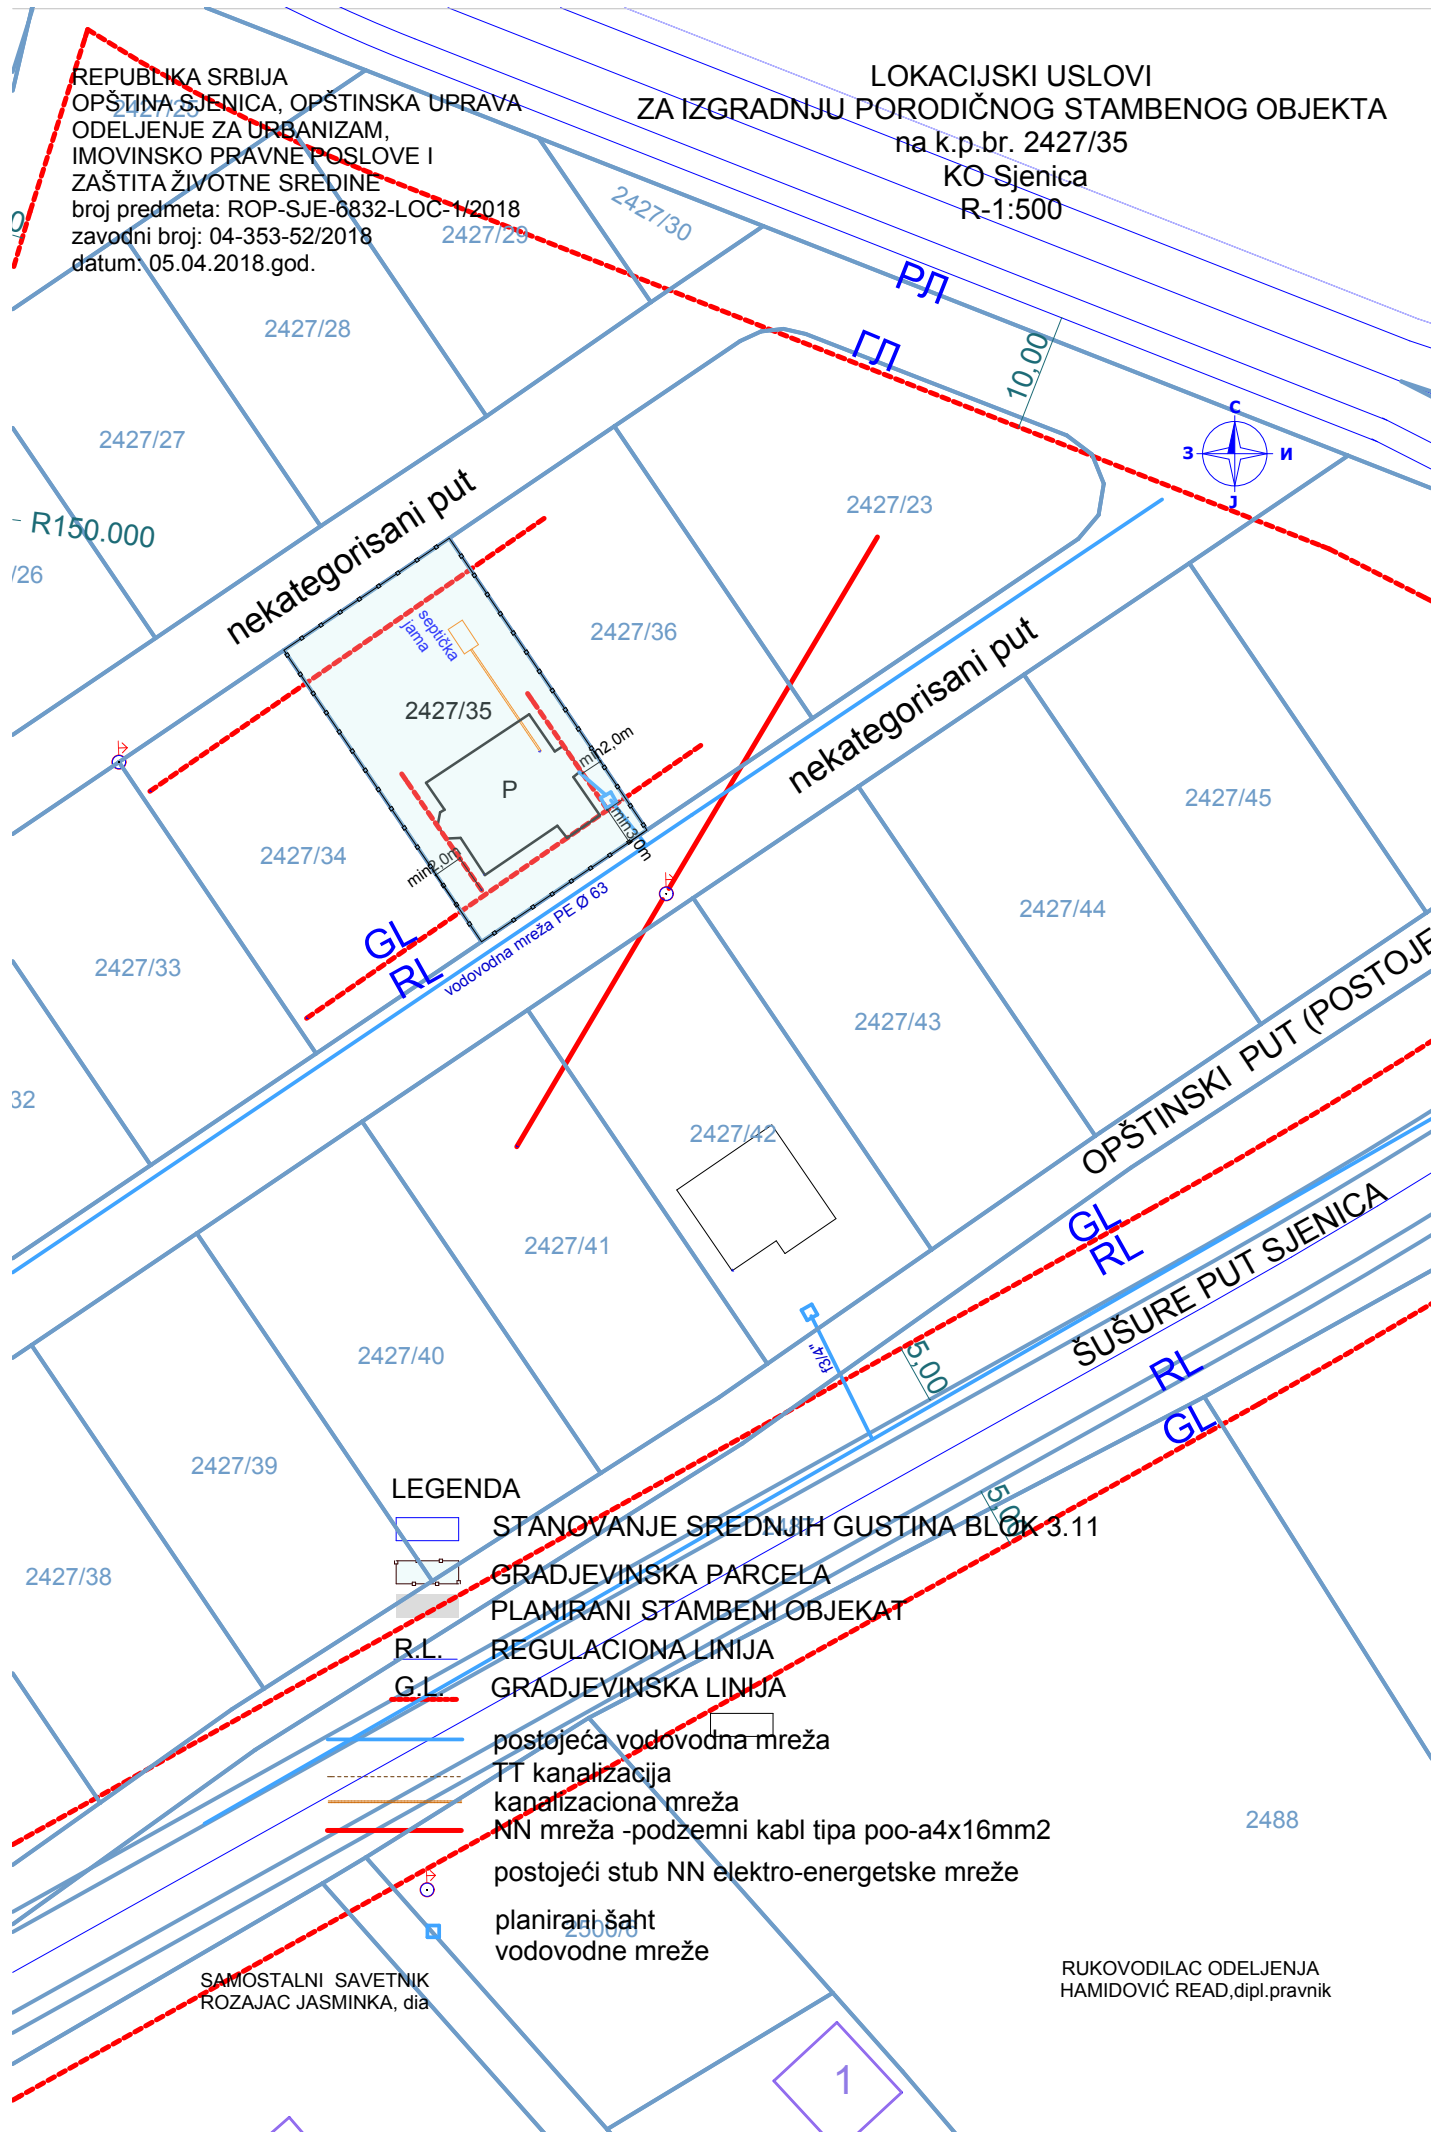 REPUBLIKA SRBIJA
OPŠTINA SJENICA, OPŠTINSKA UPRAVA
ODELJENJE ZA URBANIZAM,
IMOVINSKO PRAVNE POSLOVE I
ZAŠTITA ŽIVOTNE SREDINE
broj predmeta: ROP-SJE-6832-LOC-1/2018
zavodni broj: 04-353-52/2018
datum: 05.04.2018.god.
LOKACIJSKI USLOVI
ZA IZGRADNJU PORODIČNOG STAMBENOG OBJEKTA
na k.p.br. 2427/35
KO Sjenica
R-1:500
2427/30
2427/29
2427/28
2427/27
R150.000
/26
РЛ
ГЛ
10,00
С
З
И
Ј
nekategorisani put
2427/23
2427/36
septička
jama
2427/35
P
min2,0m
min2,0m
min3,0m
nekategorisani put
2427/45
2427/34
2427/44
2427/33
GL
RL
vodovodna mreža PE Ø 63
2427/43
32
OPŠTINSKI PUT (POSTOJE
2427/42
2427/41
GL
RL
ŠUŠURE PUT SJENICA
2427/40
f3/4"
5,00
RL
GL
2427/39
5,00
2427/38
LEGENDA
2487
STANOVANJE SREDNJIH GUSTINA BLOK 3.11
GRADJEVINSKA PARCELA
PLANIRANI STAMBENI OBJEKAT
R.L. REGULACIONA LINIJA
G.L. GRADJEVINSKA LINIJA
postojeća vodovodna mreža
TT kanalizacija
kanalizaciona mreža
NN mreža -podzemni kabl tipa poo-a4x16mm2
postojeći stub NN elektro-energetske mreže
planirani šaht
vodovodne mreže
2488
2500/6
SAMOSTALNI SAVETNIK
ROZAJAC JASMINKA, dia
RUKOVODILAC ODELJENJA
HAMIDOVIĆ READ,dipl.pravnik
1